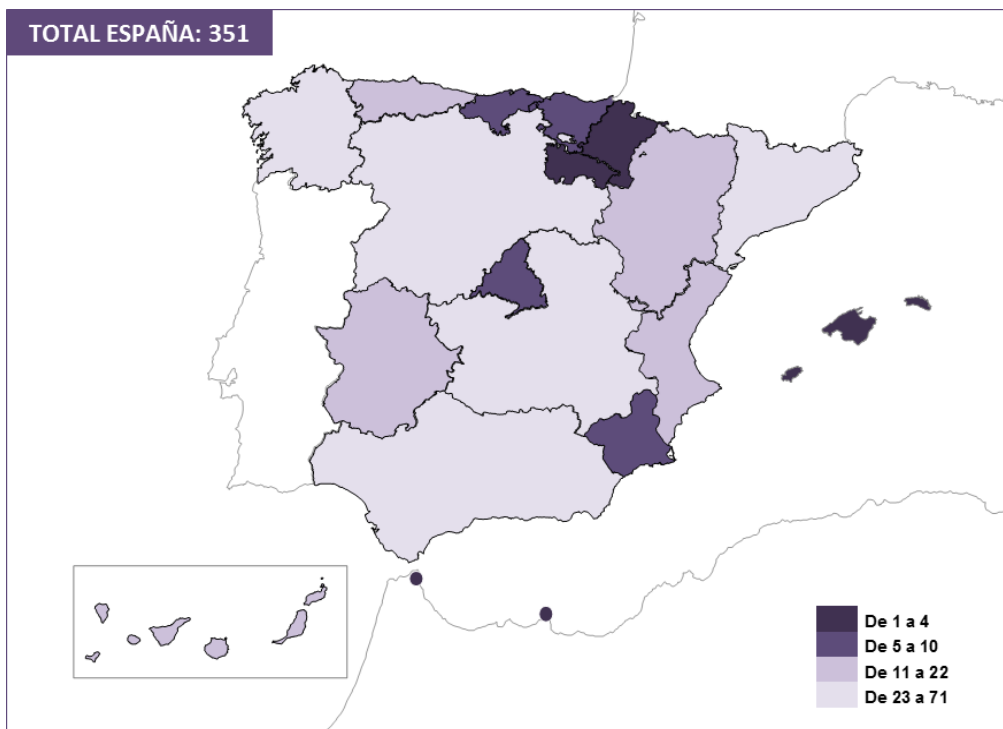 TOTAL ESPAÑA: 351
De 1 a 4
De 5 a 10
De 11 a 22
De 23 a 71